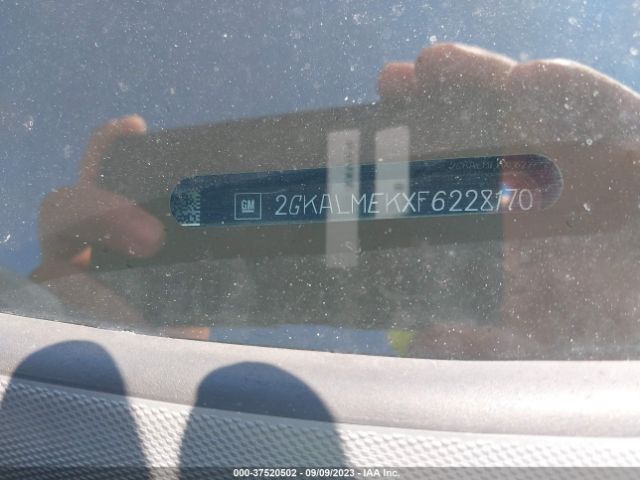 GM 2GKALMEKXF6228170
000-37520502 - 09/09/2023 - IAA Inc.